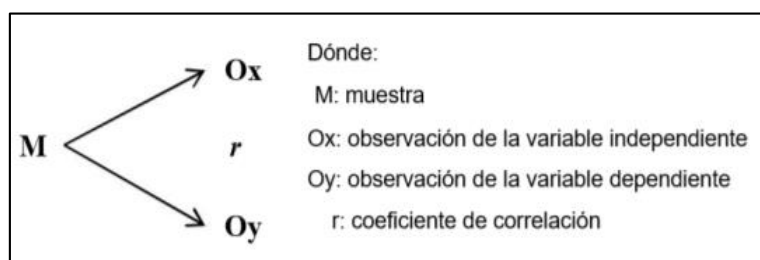 Dónde:
Ox
M: muestra
M
r
Ox: observación de la variable independiente
Oy: observación de la variable dependiente
Oy
r: coeficiente de correlación